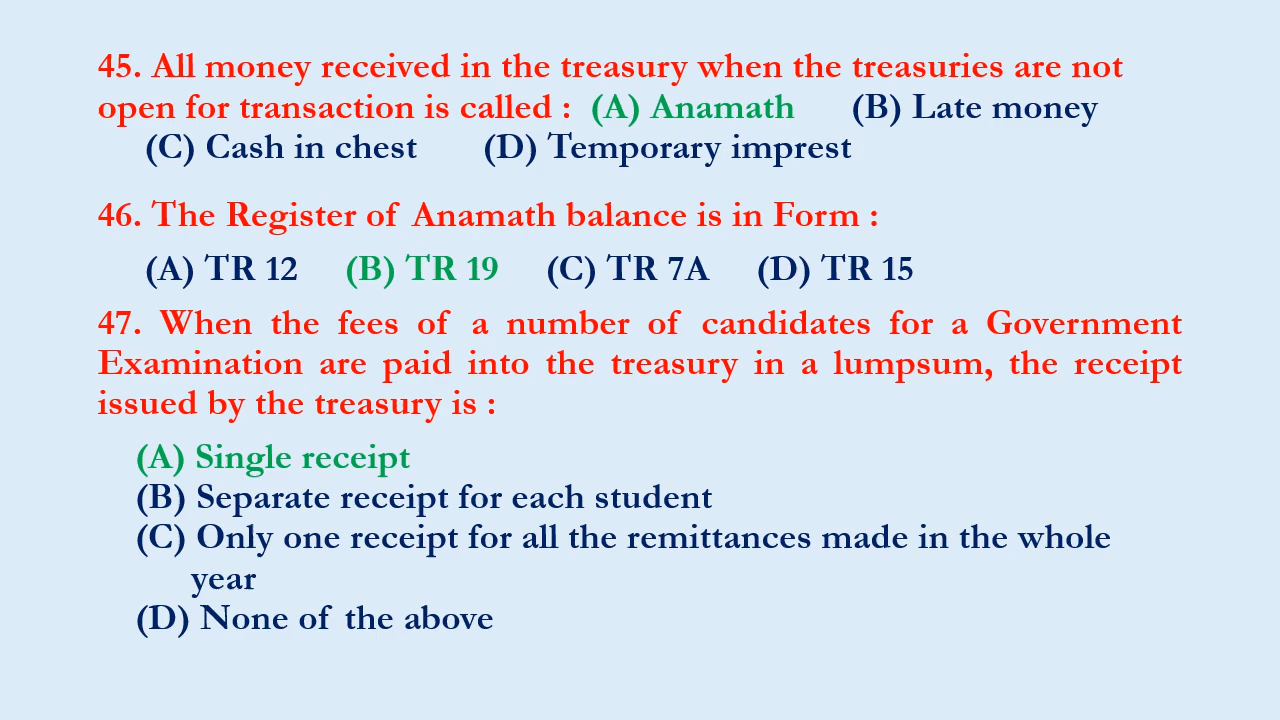 45. All money received in the treasury when the treasuries are not
open for transaction is called : (A) Anamath (B) Late money
(C) Cash in chest (D) Temporary imprest
46. The Register of Anamath balance is in Form :
(A) TR 12 (B) TR 19 (C) TR 7A (D) TR 15
47. When the fees of a number of candidates for a Government
Examination are paid into the treasury in a lumpsum, the receipt
issued by the treasury is :
(A) Single receipt
(B) Separate receipt for each student
(C) Only one receipt for all the remittances made in the whole
year
(D) None of the above